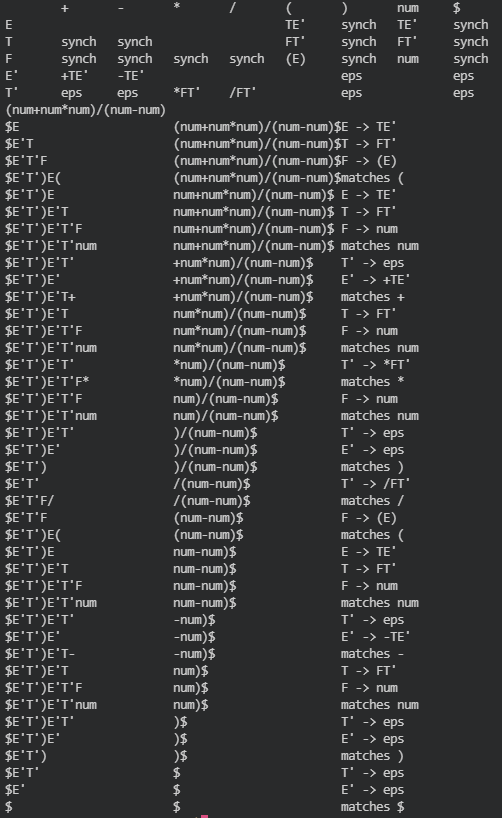 +       -       *       /       (       )       num     $
E                                       TE'     synch   TE'     synch
T       synch   synch                   FT'     synch   FT'     synch
F       synch   synch   synch   synch   (E)     synch   num     synch
E'      +TE'    -TE'                            eps             eps
T'      eps     eps     *FT'    /FT'            eps             eps
(num+num*num)/(num-num)
$E                      (num+num*num)/(num-num)$E -> TE'
$E'T                    (num+num*num)/(num-num)$T -> FT'
$E'T'F                  (num+num*num)/(num-num)$F -> (E)
$E'T')E(                (num+num*num)/(num-num)$matches (
$E'T')E                 num+num*num)/(num-num)$ E -> TE'
$E'T')E'T               num+num*num)/(num-num)$ T -> FT'
$E'T')E'T'F             num+num*num)/(num-num)$ F -> num
$E'T')E'T'num           num+num*num)/(num-num)$ matches num
$E'T')E'T'              +num*num)/(num-num)$    T' -> eps
$E'T')E'                +num*num)/(num-num)$    E' -> +TE'
$E'T')E'T+              +num*num)/(num-num)$    matches +
$E'T')E'T               num*num)/(num-num)$     T -> FT'
$E'T')E'T'F             num*num)/(num-num)$     F -> num
$E'T')E'T'num           num*num)/(num-num)$     matches num
$E'T')E'T'              *num)/(num-num)$        T' -> *FT'
$E'T')E'T'F*            *num)/(num-num)$        matches *
$E'T')E'T'F             num)/(num-num)$         F -> num
$E'T')E'T'num           num)/(num-num)$         matches num
$E'T')E'T'              )/(num-num)$            T' -> eps
$E'T')E'                )/(num-num)$            E' -> eps
$E'T')                  )/(num-num)$            matches )
$E'T'                   /(num-num)$             T' -> /FT'
$E'T'F/                 /(num-num)$             matches /
$E'T'F                  (num-num)$              F -> (E)
$E'T')E(                (num-num)$              matches (
$E'T')E                 num-num)$               E -> TE'
$E'T')E'T               num-num)$               T -> FT'
$E'T')E'T'F             num-num)$               F -> num
$E'T')E'T'num           num-num)$               matches num
$E'T')E'T'              -num)$                  T' -> eps
$E'T')E'                -num)$                  E' -> -TE'
$E'T')E'T-              -num)$                  matches -
$E'T')E'T               num)$                   T -> FT'
$E'T')E'T'F             num)$                   F -> num
$E'T')E'T'num           num)$                   matches num
$E'T')E'T'              )$                      T' -> eps
$E'T')E'                )$                      E' -> eps
$E'T')                  )$                      matches )
$E'T'                   $                       T' -> eps
$E'                     $                       E' -> eps
$                       $                       matches $